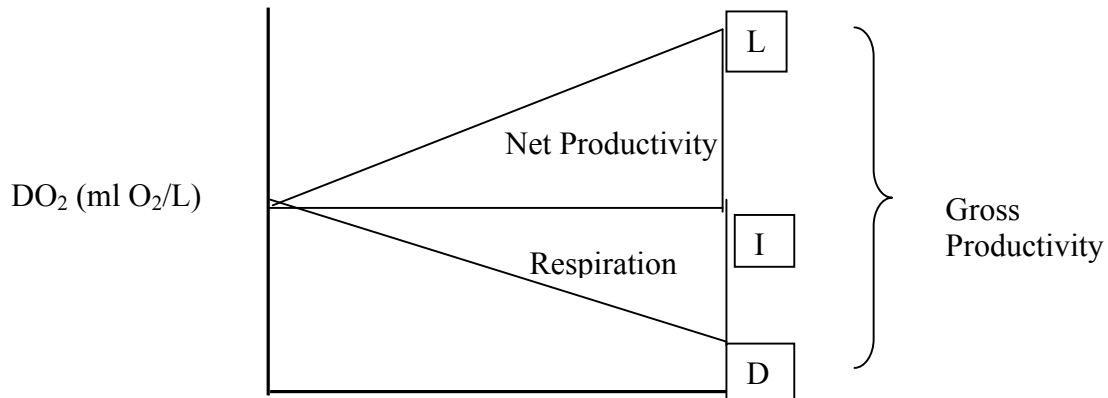 L
Net Productivity
DO₂ (ml O₂/L)
Gross
Productivity
I
Respiration
D